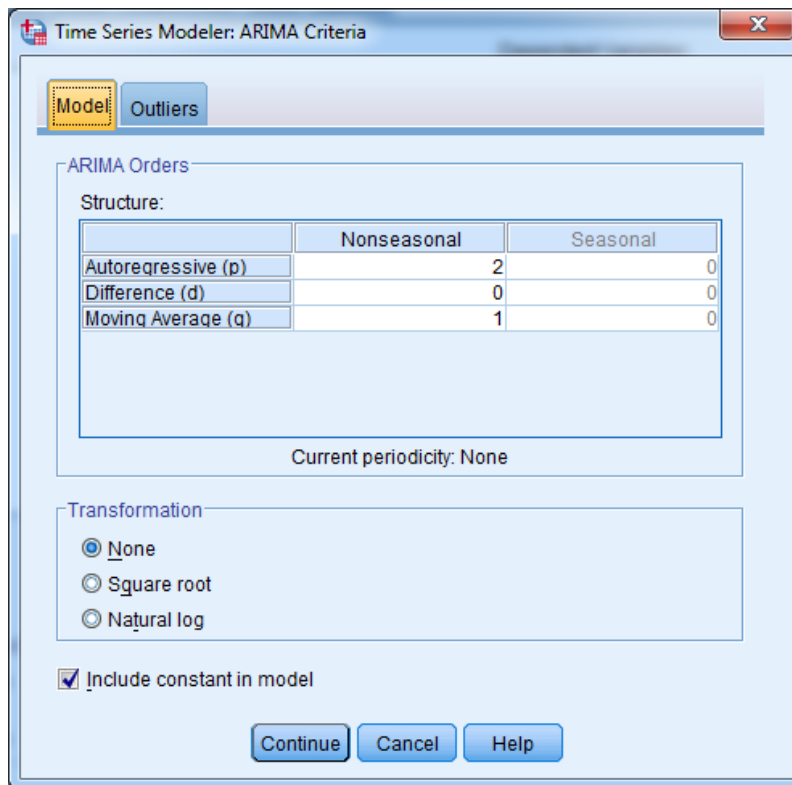 Time Series Modeler: ARIMA Criteria
Model Outliers
ARIMA Orders
Structure:
Nonseasonal Seasonal
Autoregressive (p) 2 0
Difference (d) 0 0
Moving Average (q) 1 0
Current periodicity: None
Transformation
None
Square root
Natural log
Include constant in model
Continue Cancel Help